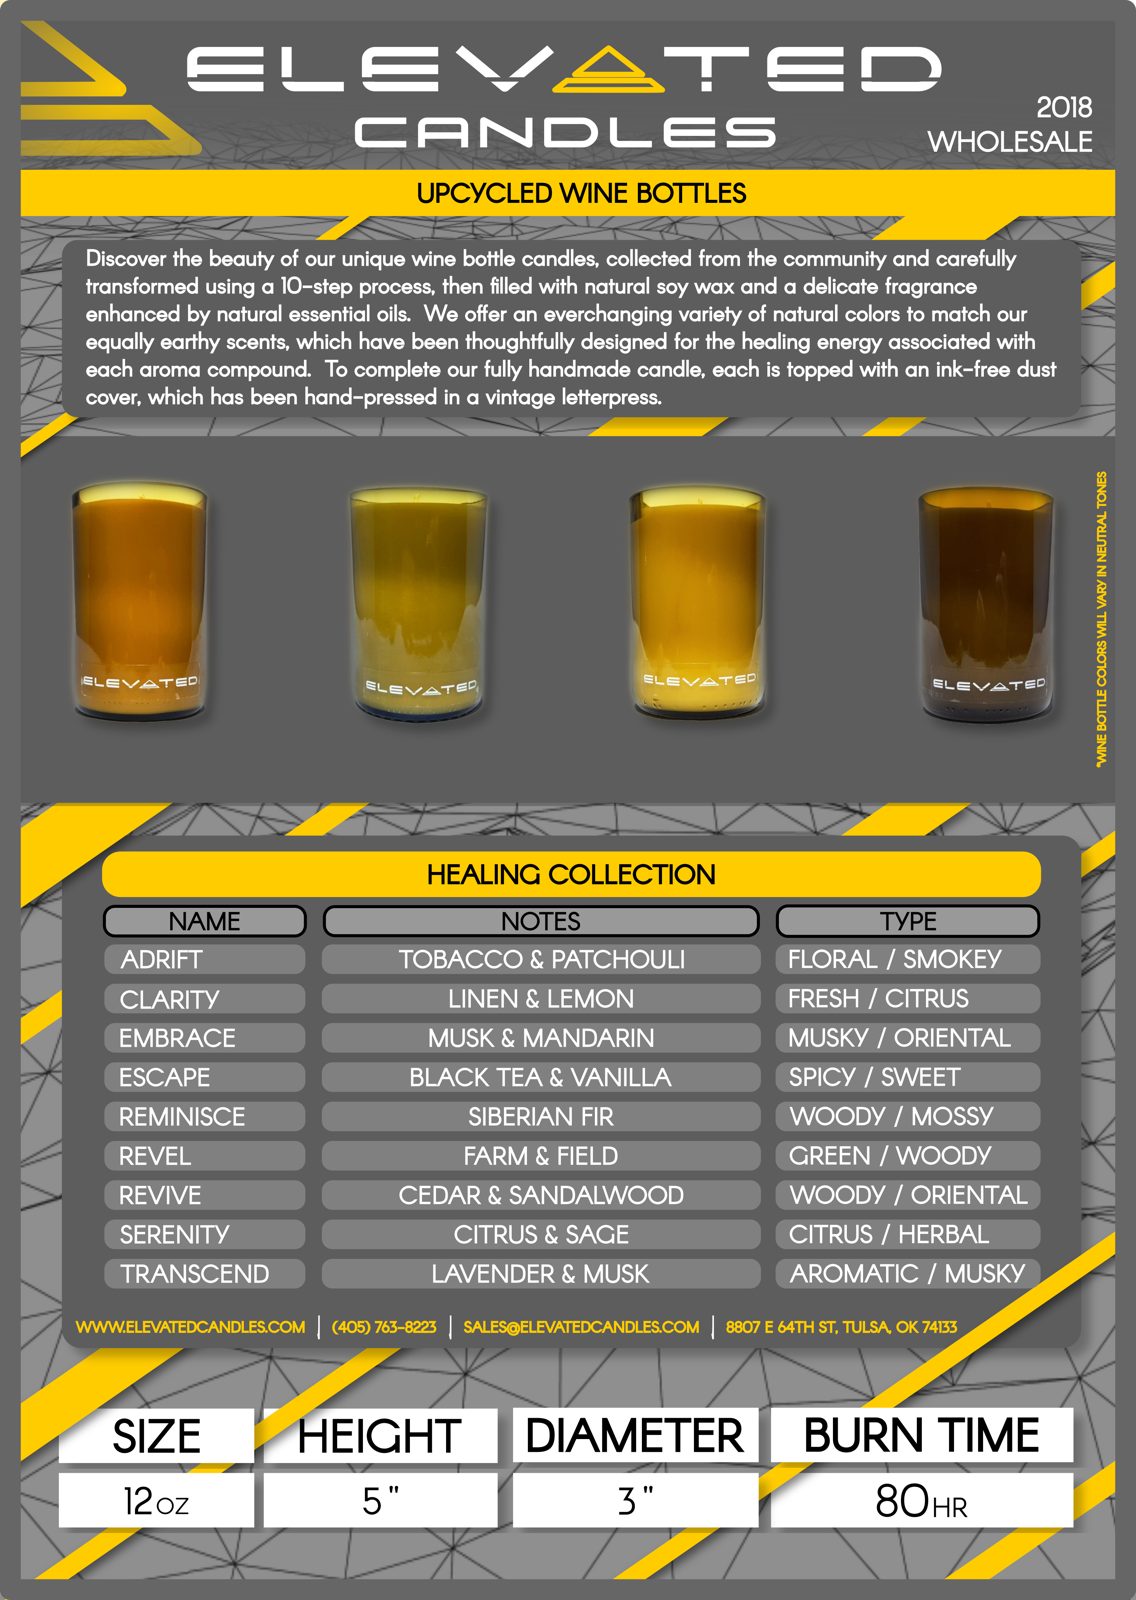 ELEVATED
CANDLES
2018
WHOLESALE
UPCYCLED WINE BOTTLES
Discover the beauty of our unique wine bottle candles, collected from the community and carefully
transformed using a 10-step process, then filled with natural soy wax and a delicate fragrance
enhanced by natural essential oils.  We offer an everchanging variety of natural colors to match our
equally earthy scents, which have been thoughtfully designed for the healing energy associated with
each aroma compound.  To complete our fully handmade candle, each is topped with an ink-free dust
cover, which has been hand-pressed in a vintage letterpress.
ELEVATED
ELEVATED
ELEVATED
ELEVATED
*WINE BOTTLE COLORS WILL VARY IN NEUTRAL TONES
HEALING COLLECTION
NAME NOTES TYPE
ADRIFT TOBACCO & PATCHOULI FLORAL / SMOKEY
CLARITY LINEN & LEMON FRESH / CITRUS
EMBRACE MUSK & MANDARIN MUSKY / ORIENTAL
ESCAPE BLACK TEA & VANILLA SPICY / SWEET
REMINISCE SIBERIAN FIR WOODY / MOSSY
REVEL FARM & FIELD GREEN / WOODY
REVIVE CEDAR & SANDALWOOD WOODY / ORIENTAL
SERENITY CITRUS & SAGE CITRUS / HERBAL
TRANSCEND LAVENDER & MUSK AROMATIC / MUSKY
WWW.ELEVATEDCANDLES.COM | (405) 763-8223 | SALES@ELEVATEDCANDLES.COM | 8807 E 64TH ST, TULSA, OK 74133
SIZE HEIGHT DIAMETER BURN TIME
12 OZ 5 " 3 " 80 HR